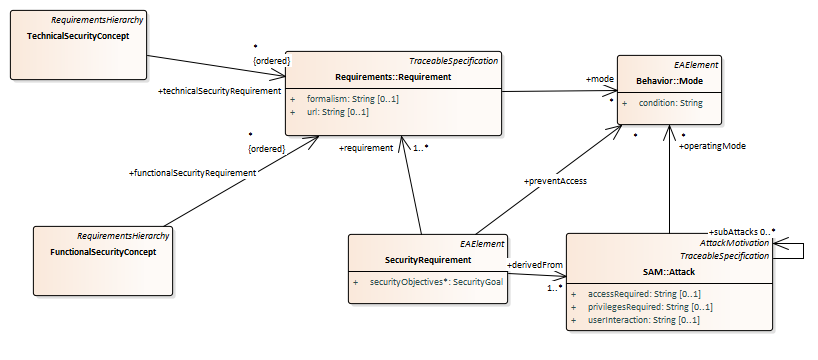 RequirementsHierarchy
TechnicalSecurityConcept
*
{ordered}
+technicalSecurityRequirement
TraceableSpecification
Requirements::Requirement
+ formalism: String [0..1]
+ url: String [0..1]
+mode
*
EAElement
Behavior::Mode
+ condition: String
*
{ordered}
+functionalSecurityRequirement
+requirement
1..*
*
*
+operatingMode
+preventAccess
RequirementsHierarchy
FunctionalSecurityConcept
EAElement
SecurityRequirement
+ securityObjectives*: SecurityGoal
+derivedFrom
1..*
+subAttacks 0..*
AttackMotivation
TraceableSpecification
SAM::Attack
+ accessRequired: String [0..1]
+ privilegesRequired: String [0..1]
+ userInteraction: String [0..1]